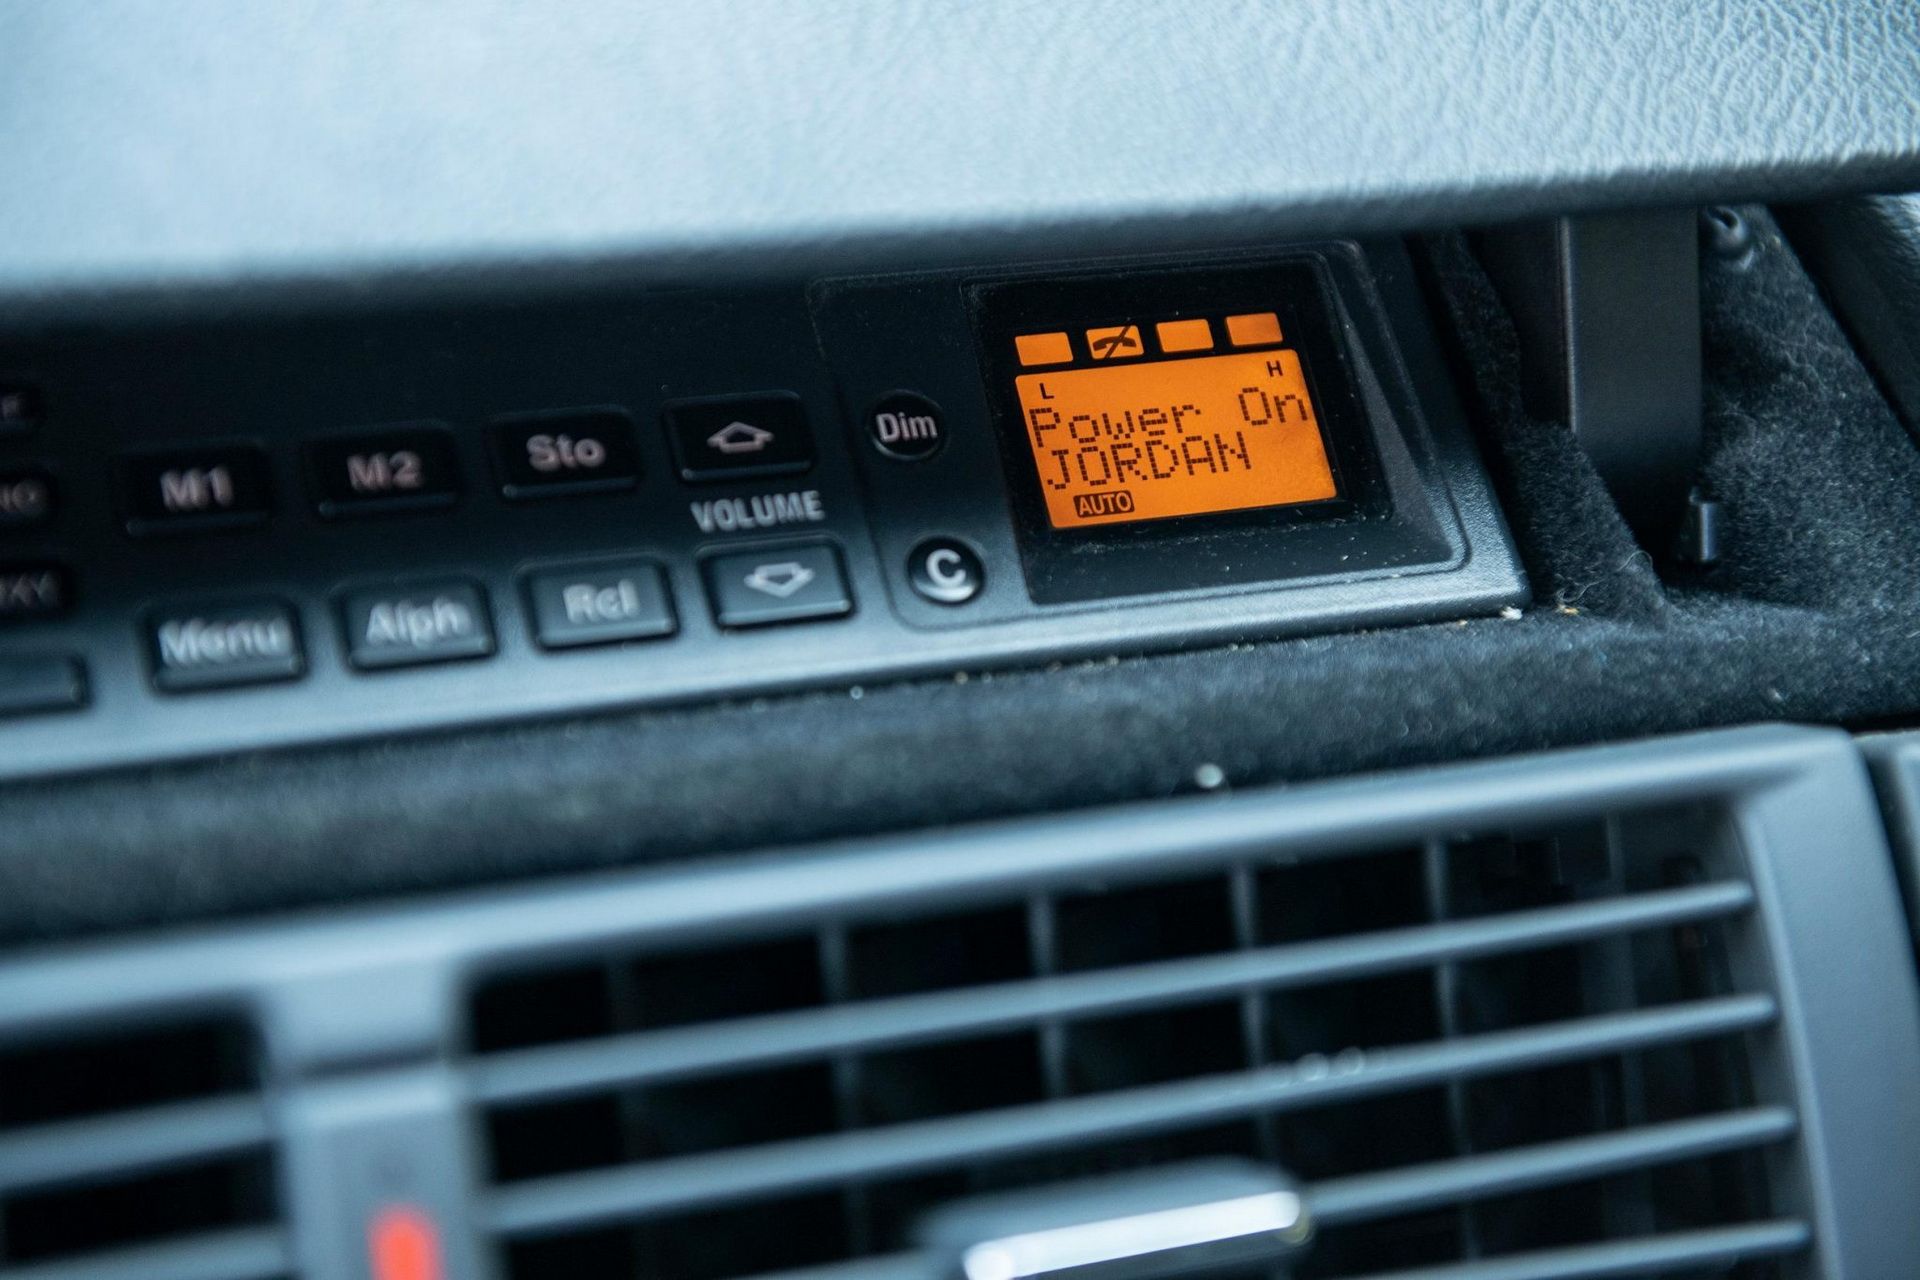 M1 M2 Sto
VOLUME
Menu Alph Rcl
Dim
C
L H
Power On
JORDAN
AUTO